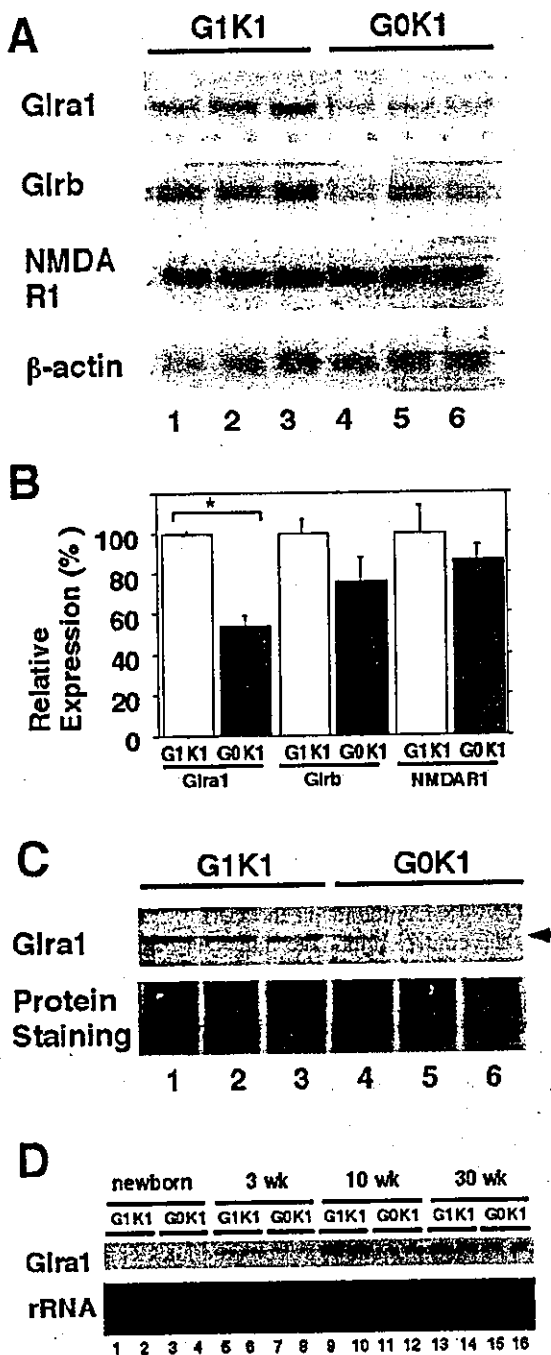 A
G1K1 G0K1
Glra1
Glrb
NMDA
R1
β-actin
1 2 3 4 5 6
B
*
Relative
Expression (%)
100
80
60
40
20
0
G1K1 G0K1 G1K1 G0K1 G1K1 G0K1
Glra1 Glrb NMDAR1
C
G1K1 G0K1
Glra1
Protein
Staining
1 2 3 4 5 6
D
newborn 3 wk 10 wk 30 wk
G1K1 G0K1 G1K1 G0K1 G1K1 G0K1 G1K1 G0K1
Glra1
rRNA
1 2 3 4 5 6 7 8 9 10 11 12 13 14 15 16